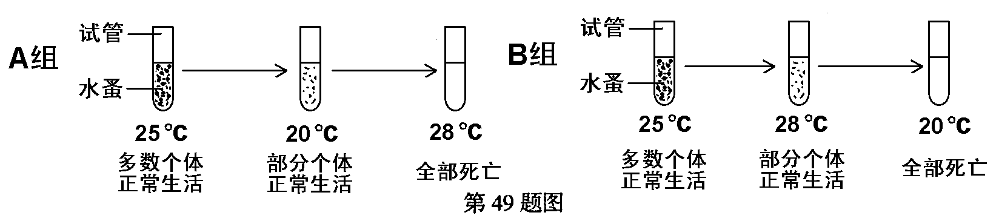 试管
A组
水蚤
25℃
多数个体
正常生活
20℃
部分个体
正常生活
28℃
全部死亡
试管
B组
水蚤
25℃
多数个体
正常生活
28℃
部分个体
正常生活
20℃
全部死亡
第 49 题图